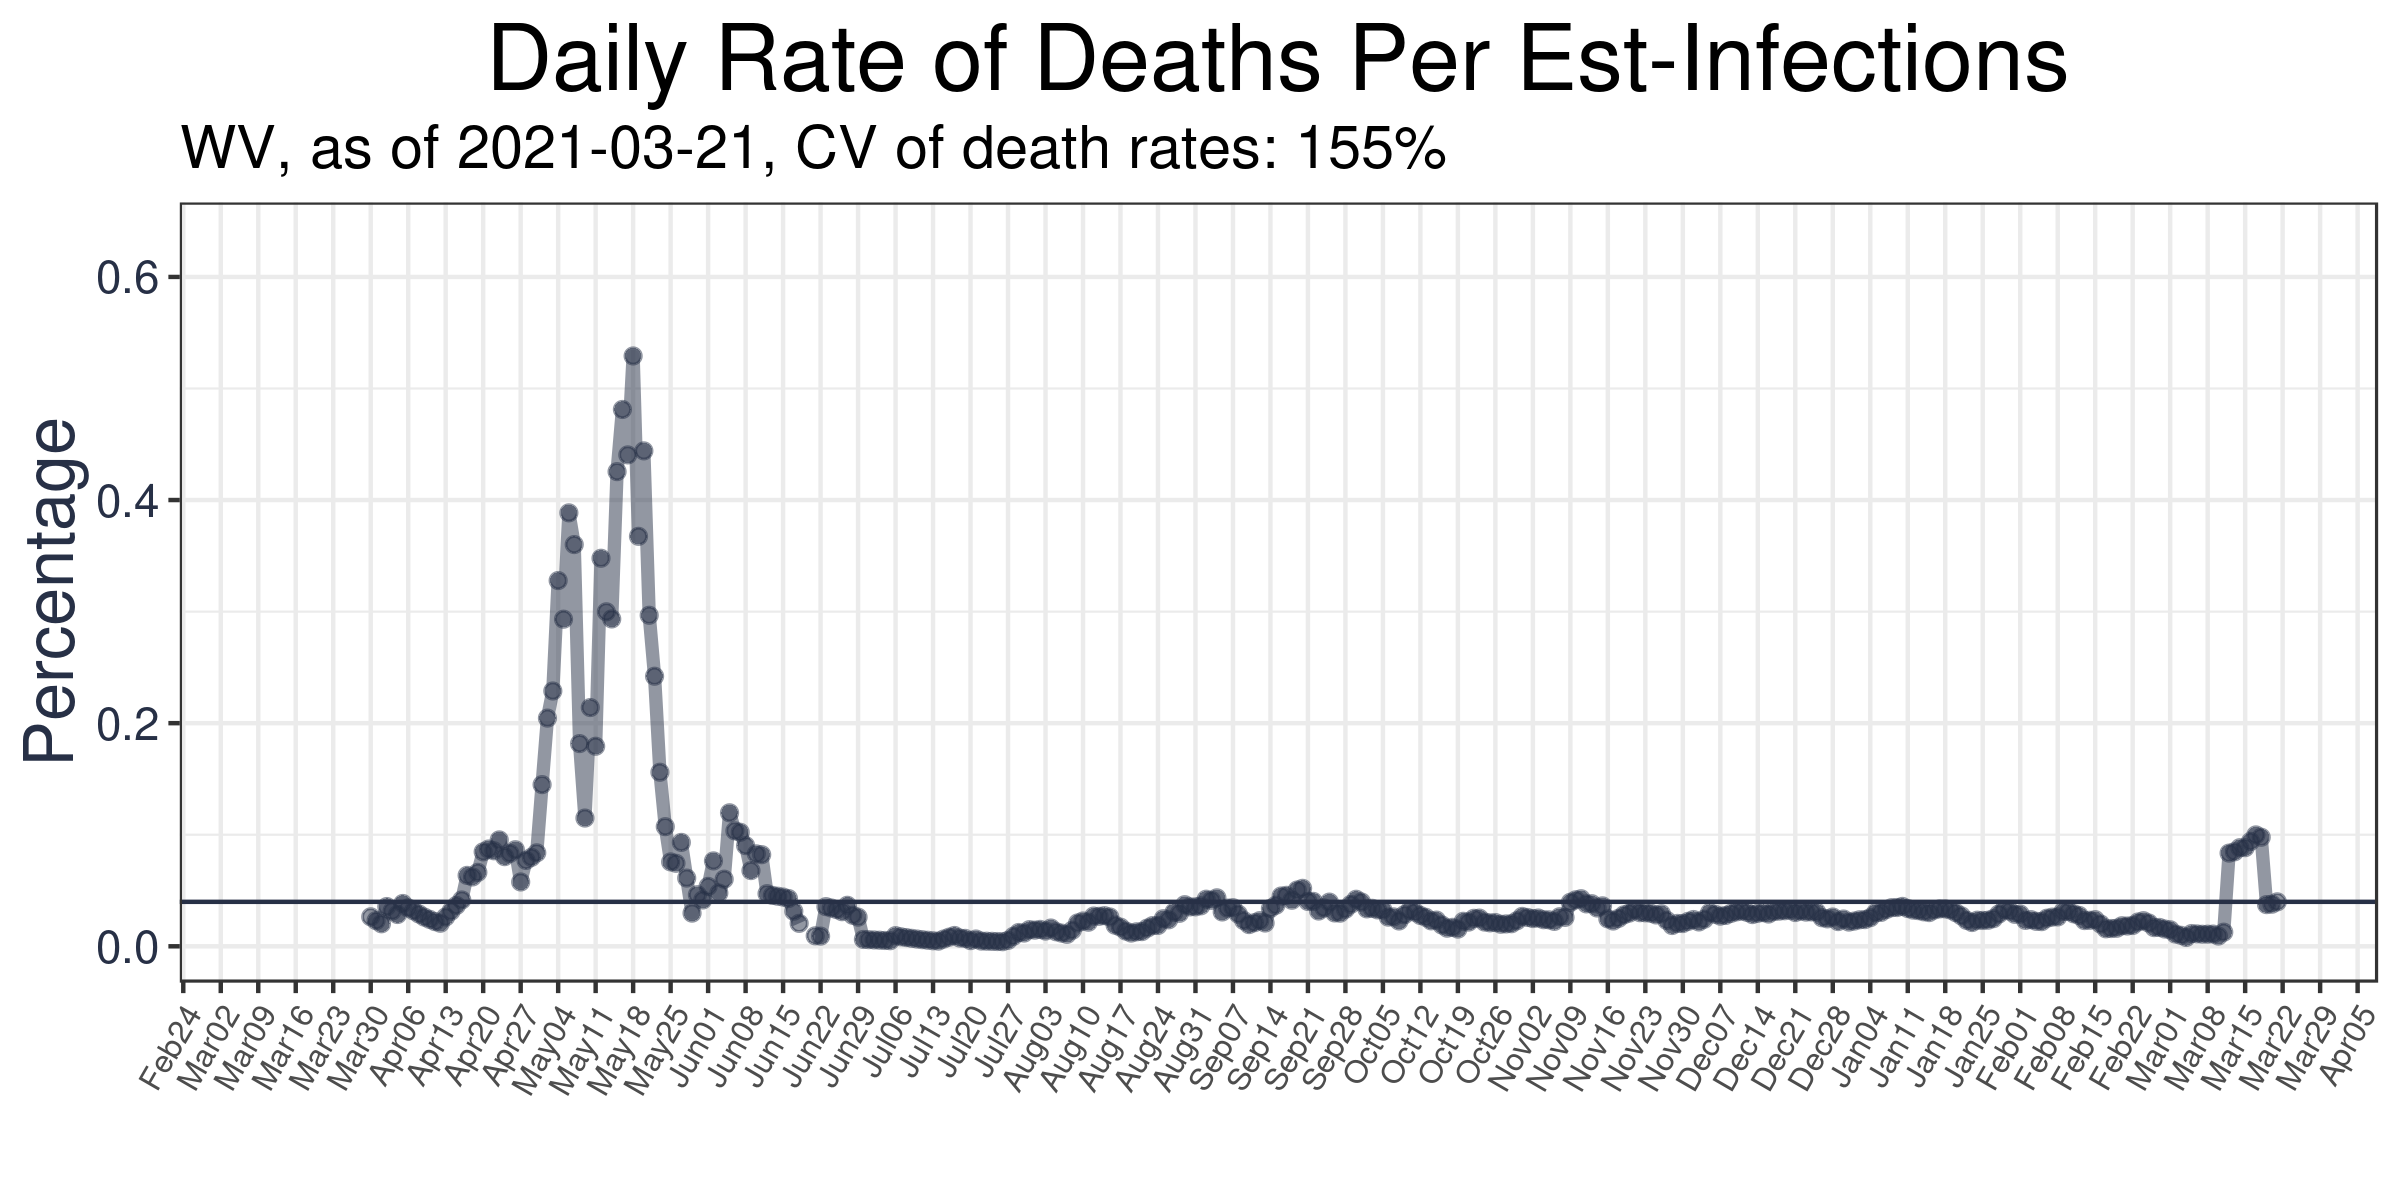 Daily Rate of Deaths Per Est-Infections
WV, as of 2021-03-21, CV of death rates: 155%
Percentage
0.6
0.4
0.2
0.0
Feb24 Mar02 Mar09 Mar16 Mar23 Mar30 Apr06 Apr13 Apr20 Apr27 May04 May11 May18 May25 Jun01 Jun08 Jun15 Jun22 Jun29 Jul06 Jul13 Jul20 Jul27 Aug03 Aug10 Aug17 Aug24 Aug31 Sep07 Sep14 Sep21 Sep28 Oct05 Oct12 Oct19 Oct26 Nov02 Nov09 Nov16 Nov23 Nov30 Dec07 Dec14 Dec21 Dec28 Jan04 Jan11 Jan18 Jan25 Feb01 Feb08 Feb15 Feb22 Mar01 Mar08 Mar15 Mar22 Mar29 Apr05